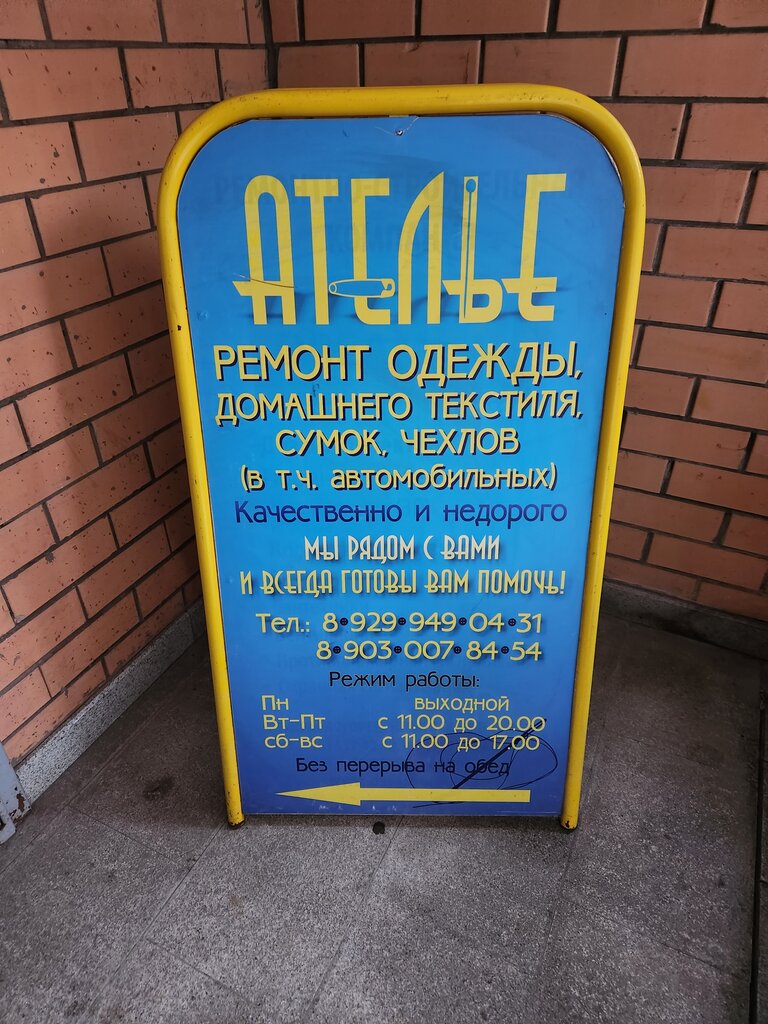 АТЕЛЬЕ
РЕМОНТ ОДЕЖДЫ,
ДОМАШНЕГО ТЕКСТИЛЯ,
СУМОК, ЧЕХЛОВ
(в т.ч. автомобильных)
Качественно и недорого
МЫ РЯДОМ С ВАМИ
И ВСЕГДА ГОТОВЫ ВАМ ПОМОЧЬ!
Тел.: 8•929•949•04•31
8•903•007•84•54
Режим работы:
Пн выходной
Вт-Пт с 11.00 до 20.00
сб-вс с 11.00 до 17.00
Без перерыва на обед